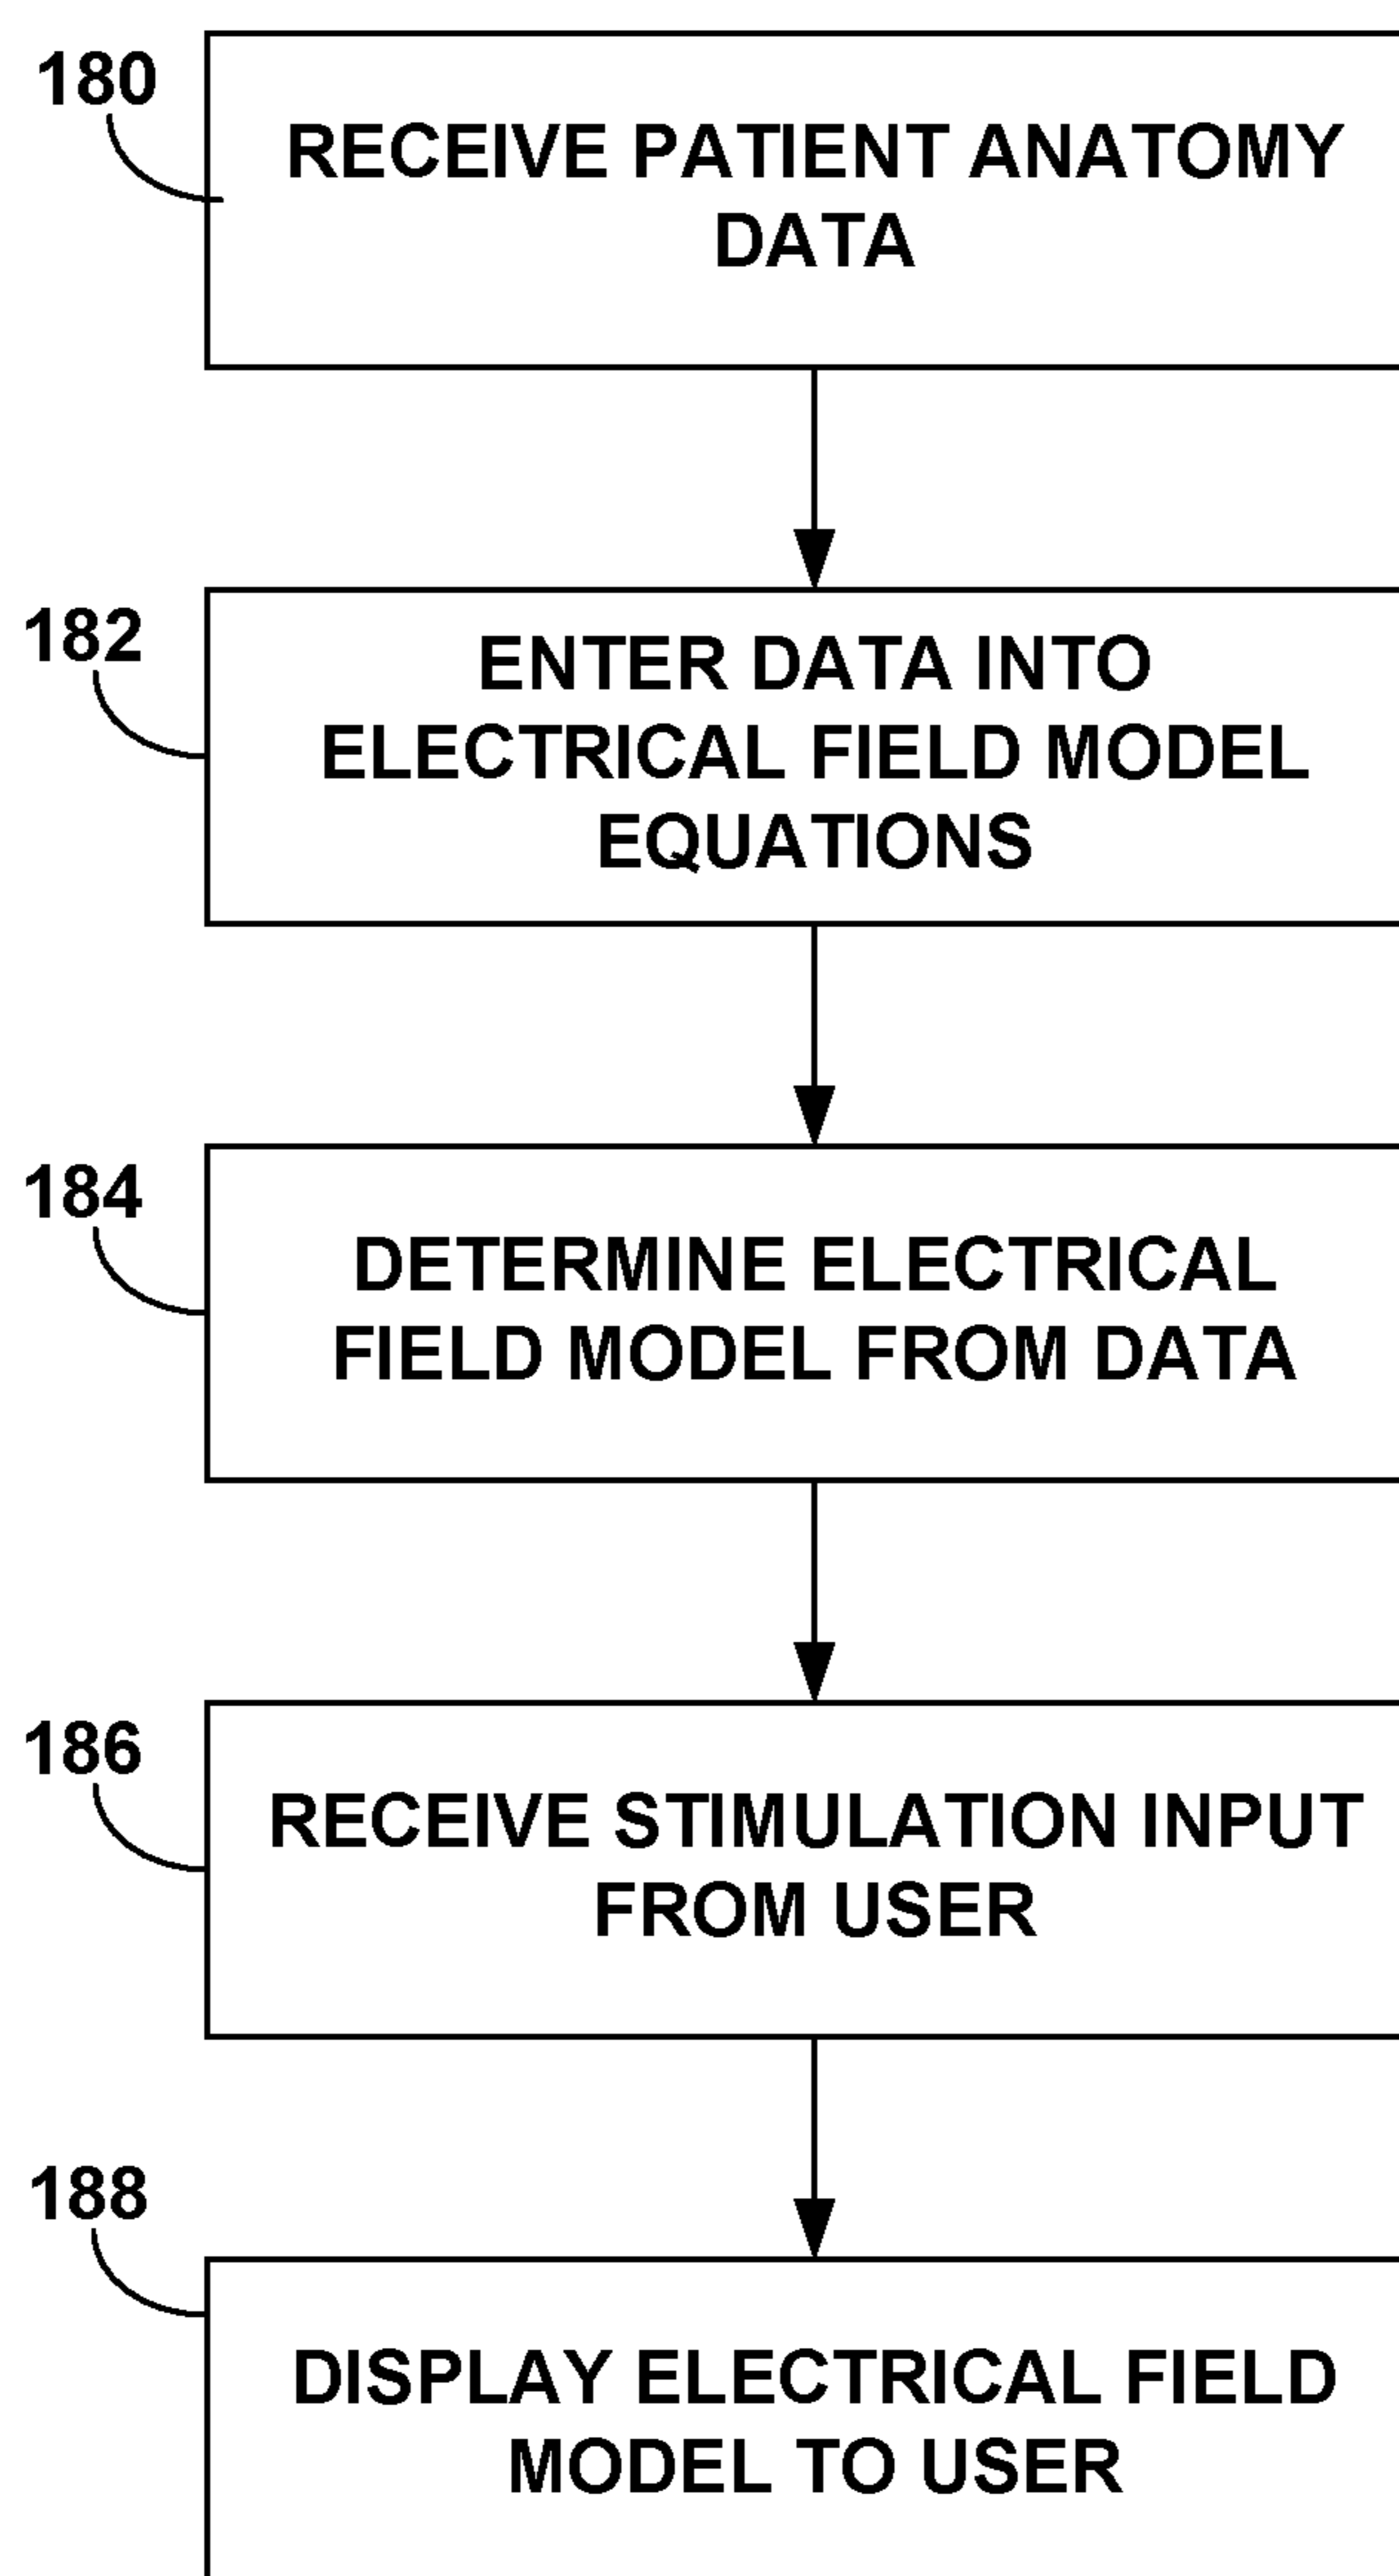 180
RECEIVE PATIENT ANATOMY
DATA
182
ENTER DATA INTO
ELECTRICAL FIELD MODEL
EQUATIONS
184
DETERMINE ELECTRICAL
FIELD MODEL FROM DATA
186
RECEIVE STIMULATION INPUT
FROM USER
188
DISPLAY ELECTRICAL FIELD
MODEL TO USER